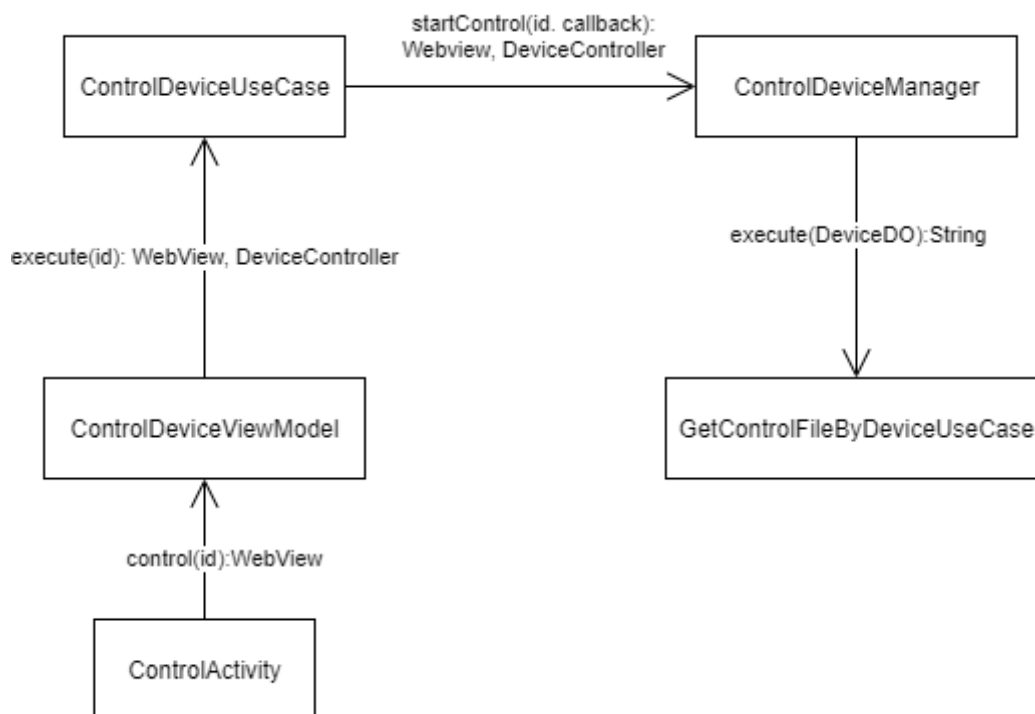 startControl(id. callback):
Webview, DeviceController
ControlDeviceUseCase
ControlDeviceManager
execute(DeviceDO):String
execute(id): WebView, DeviceController
ControlDeviceViewModel
GetControlFileByDeviceUseCase
control(id):WebView
ControlActivity